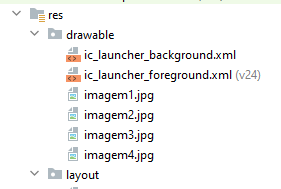 res
drawable
ic_launcher_background.xml
ic_launcher_foreground.xml (v24)
imagem1.jpg
imagem2.jpg
imagem3.jpg
imagem4.jpg
layout